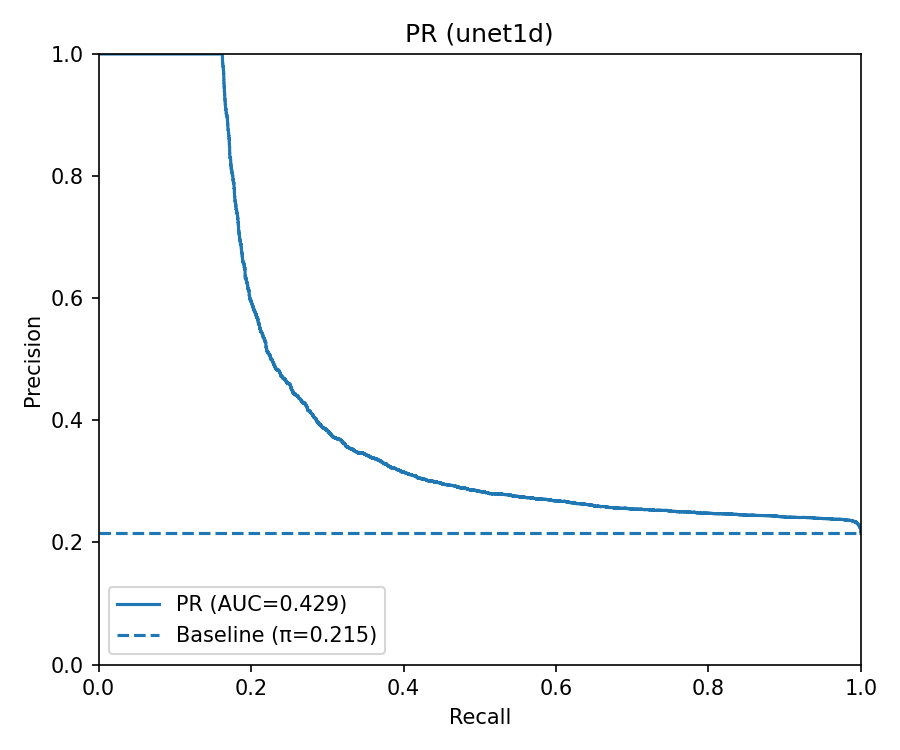 PR (unet1d)
1.0
0.8
0.6
0.4
0.2
0.0
Precision
PR (AUC=0.429)
Baseline (π=0.215)
0.0 0.2 0.4 0.6 0.8 1.0
Recall